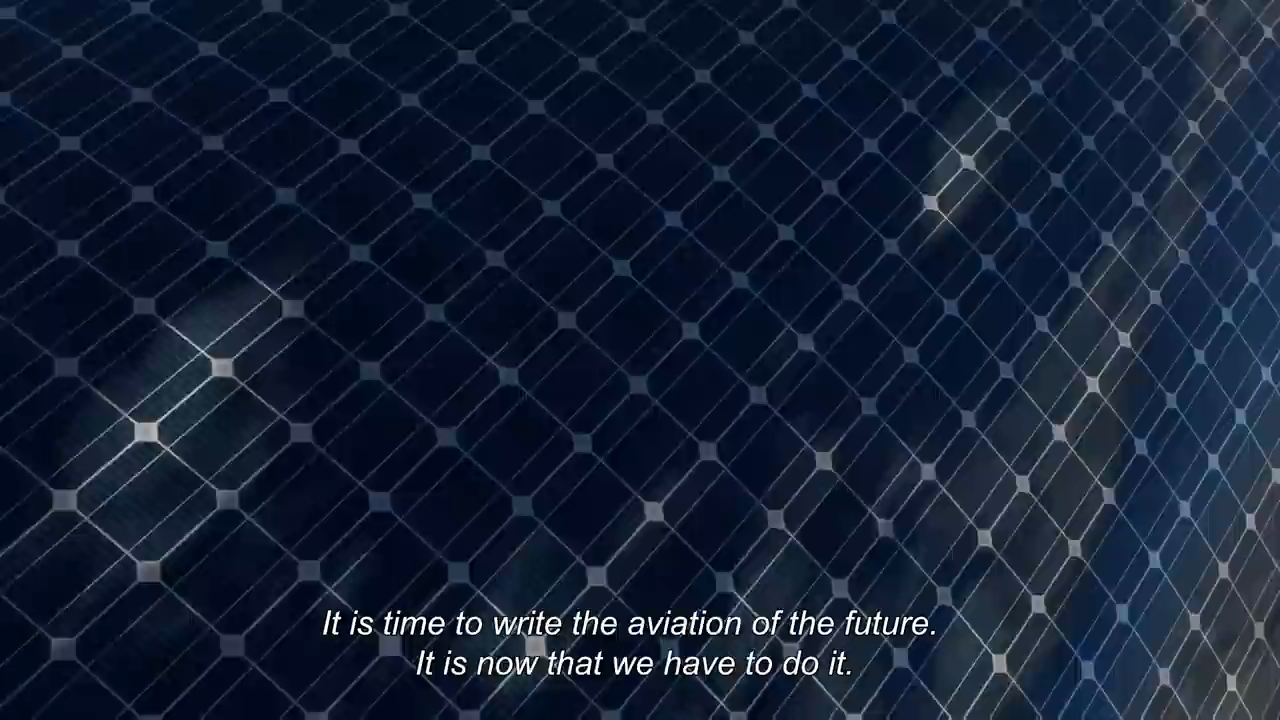 It is time to write the aviation of the future.
It is now that we have to do it.